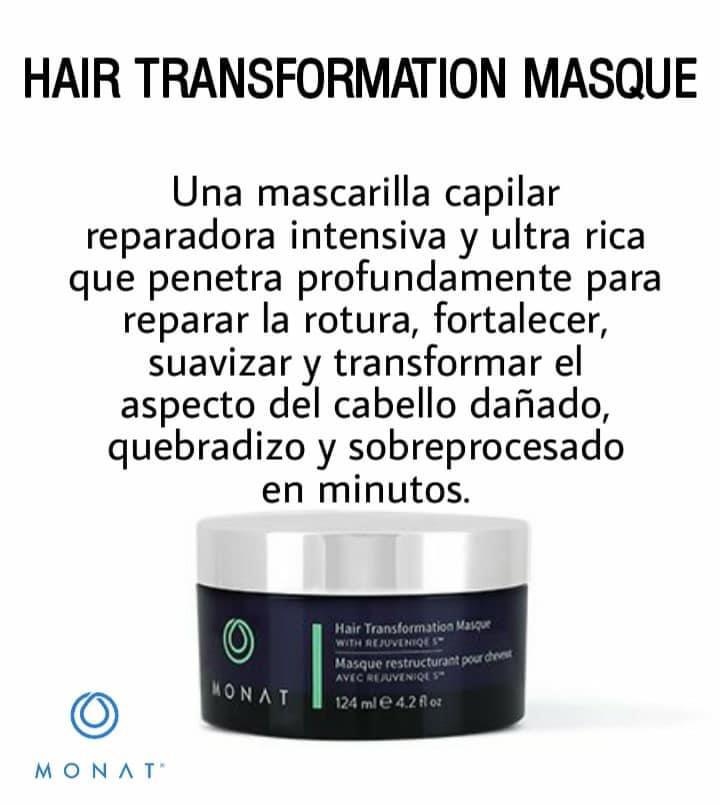 HAIR TRANSFORMATION MASQUE
Una mascarilla capilar
reparadora intensiva y ultra rica
que penetra profundamente para
reparar la rotura, fortalecer,
suavizar y transformar el
aspecto del cabello dañado,
quebradizo y sobreprocesado
en minutos.
Hair Transformation Masque
WITH REJUVENIQE S™
Masque restructurant pour cheveux
AVEC REJUVENIQE S™
124 ml e 4.2 fl oz
MONAT
MONAT